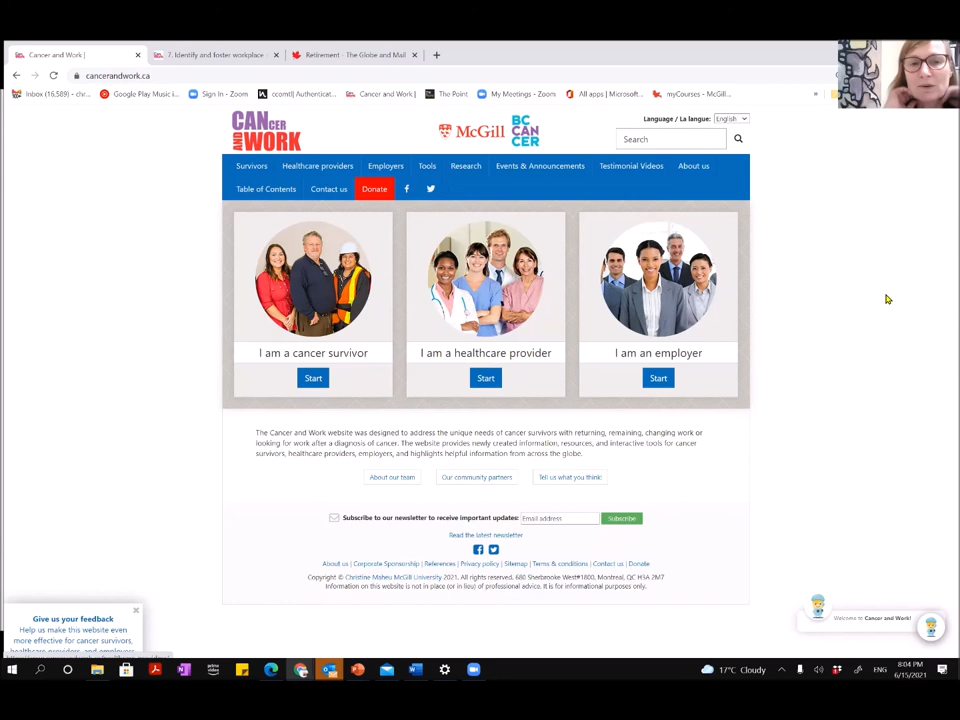 Cancer and Work |
7. Identify and foster workplace
Retirement - The Globe and Mail
cancerandwork.ca
Inbox (16,589) - chr...
Google Play Music i...
Sign In - Zoom
ccomtl| Authenticat...
Cancer and Work |
The Point
My Meetings - Zoom
All apps | Microsoft...
myCourses - McGill...
CANcer
AND WORK
McGill
BC
CAN
CER
Language / La langue: English
Search
Survivors Healthcare providers Employers Tools Research Events & Announcements Testimonial Videos About us
Table of Contents Contact us Donate
I am a cancer survivor
Start
I am a healthcare provider
Start
I am an employer
Start
The Cancer and Work website was designed to address the unique needs of cancer survivors with returning, remaining, changing work or
looking for work after a diagnosis of cancer. The website provides newly created information, resources, and interactive tools for cancer
survivors, healthcare providers, employers, and highlights helpful information from across the globe.
About our team
Our community partners
Tell us what you think!
Subscribe to our newsletter to receive important updates: Email address Subscribe
Read the latest newsletter
About us | Corporate Sponsorship | References | Privacy policy | Sitemap | Terms & conditions | Contact us | Donate
Copyright © Christine Maheu McGill University 2021. All rights reserved. 680 Sherbrooke West#1800, Montreal, QC H3A 2M7
Information on this website is not in place (or in lieu) of professional advice. It is for informational purposes only.
Give us your feedback
Help us make this website even
more effective for cancer survivors,
healthcare providers, and employers
Welcome to Cancer and Work!
17°C Cloudy
ENG
8:04 PM
6/15/2021